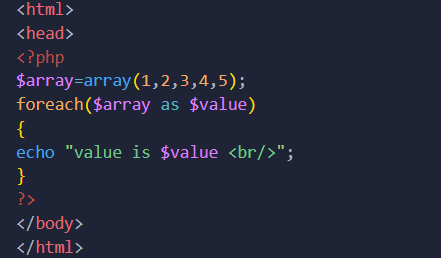 <html>
<head>
<?php
$array=array(1,2,3,4,5);
foreach($array as $value)
{
echo "value is $value <br/>";
}
?>
</body>
</html>